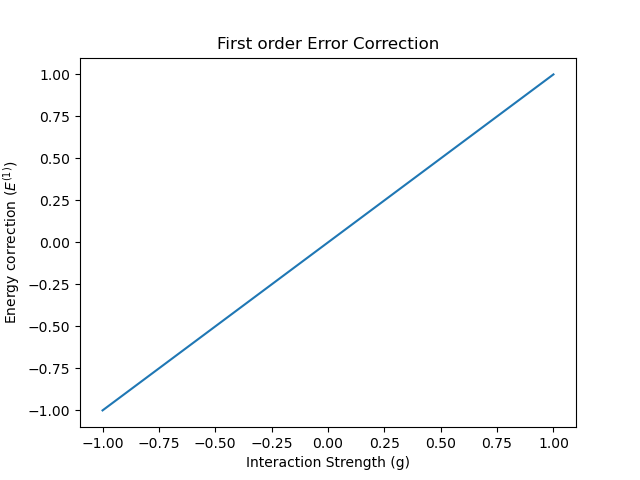 First order Error Correction
1.00
0.75
0.50
0.25
0.00
−0.25
−0.50
−0.75
−1.00
Energy correction (E^(1))
−1.00 −0.75 −0.50 −0.25 0.00 0.25 0.50 0.75 1.00
Interaction Strength (g)